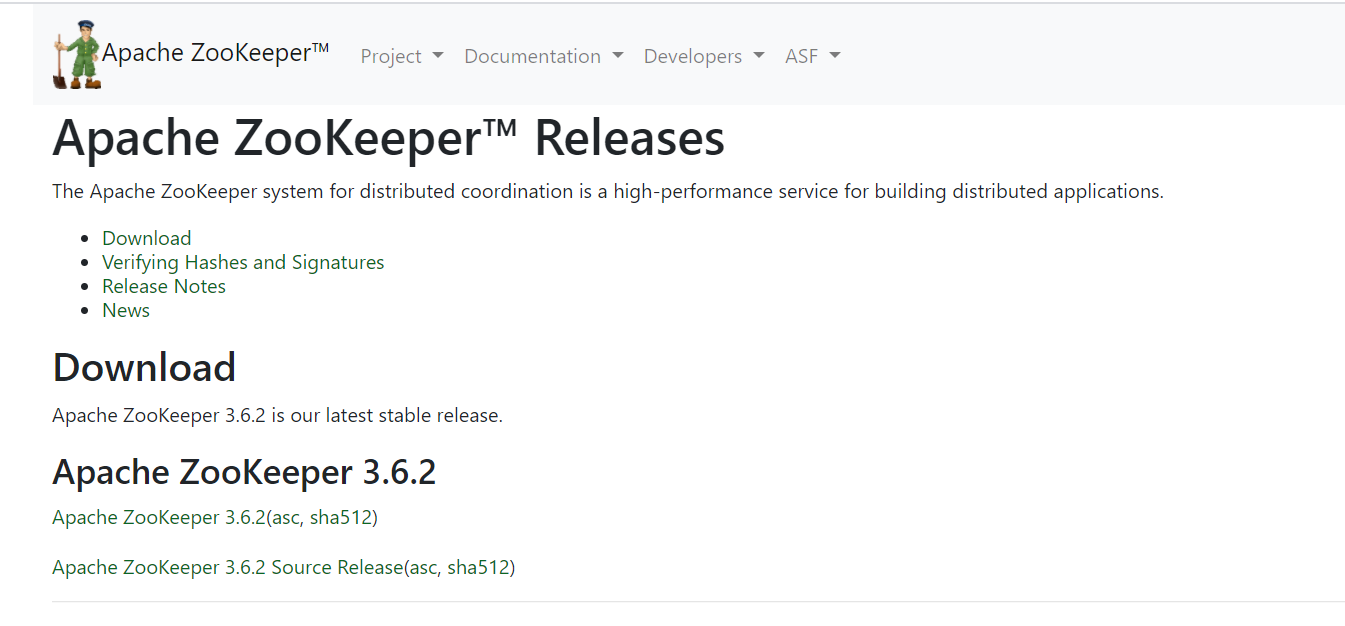 Apache ZooKeeper™ Project Documentation Developers ASF
Apache ZooKeeper™ Releases
The Apache ZooKeeper system for distributed coordination is a high-performance service for building distributed applications.
Download
Verifying Hashes and Signatures
Release Notes
News
Download
Apache ZooKeeper 3.6.2 is our latest stable release.
Apache ZooKeeper 3.6.2
Apache ZooKeeper 3.6.2(asc, sha512)
Apache ZooKeeper 3.6.2 Source Release(asc, sha512)